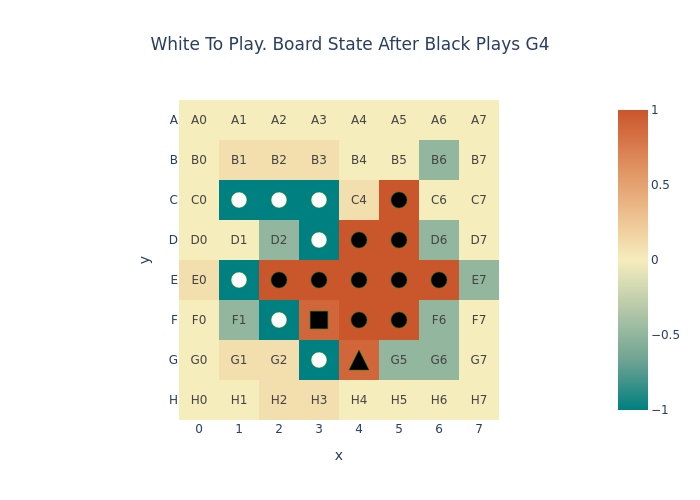 White To Play. Board State After Black Plays G4
A A0 A1 A2 A3 A4 A5 A6 A7
B B0 B1 B2 B3 B4 B5 B6 B7
C C0 C4 C6 C7
D D0 D1 D2 D6 D7
E E0 E7
F F0 F1 F6 F7
G G0 G1 G2 G5 G6 G7
H H0 H1 H2 H3 H4 H5 H6 H7
0 1 2 3 4 5 6 7
x
y
1
0.5
0
−0.5
−1